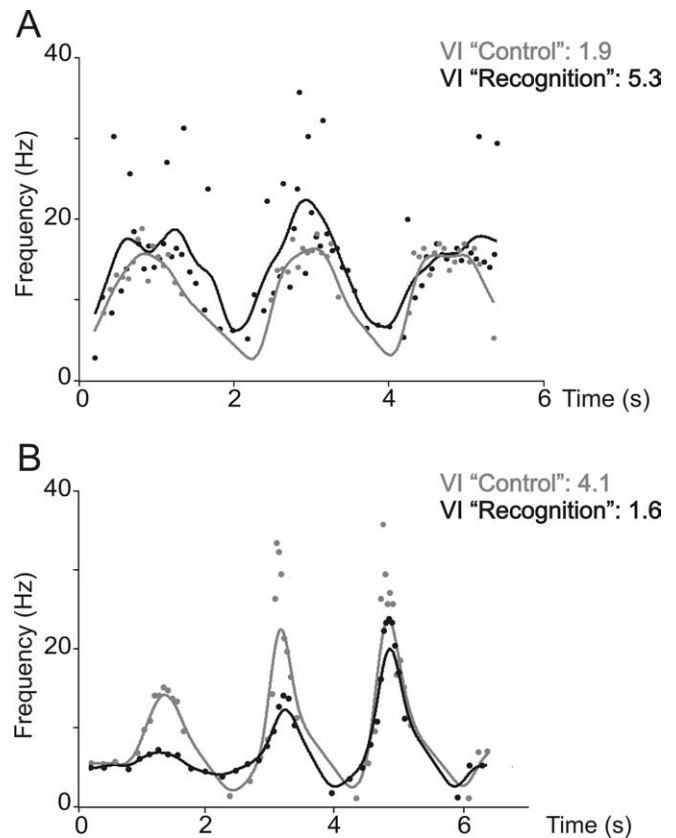 A
VI “Control”: 1.9
VI “Recognition”: 5.3
40
20
0
Frequency (Hz)
0 2 4 6 Time (s)
B
VI “Control”: 4.1
VI “Recognition”: 1.6
40
20
0
Frequency (Hz)
0 2 4 6 Time (s)